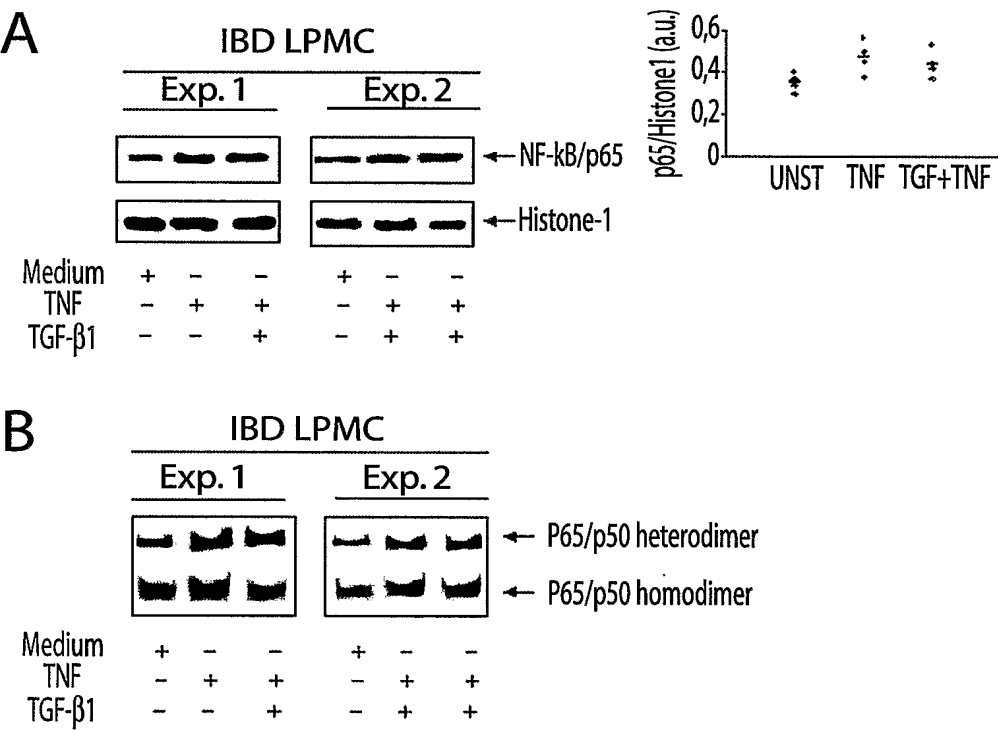 A
IBD LPMC
Exp. 1 Exp. 2
NF-kB/p65
Histone-1
Medium + - - + - -
TNF - + + - + +
TGF-β1 - - + - + +
p65/Histone1 (a.u.)
0,6
0,4
0,2
0
UNST TNF TGF+TNF
B
IBD LPMC
Exp. 1 Exp. 2
P65/p50 heterodimer
P65/p50 homodimer
Medium + - - + - -
TNF - + + - + +
TGF-β1 - - + - + +